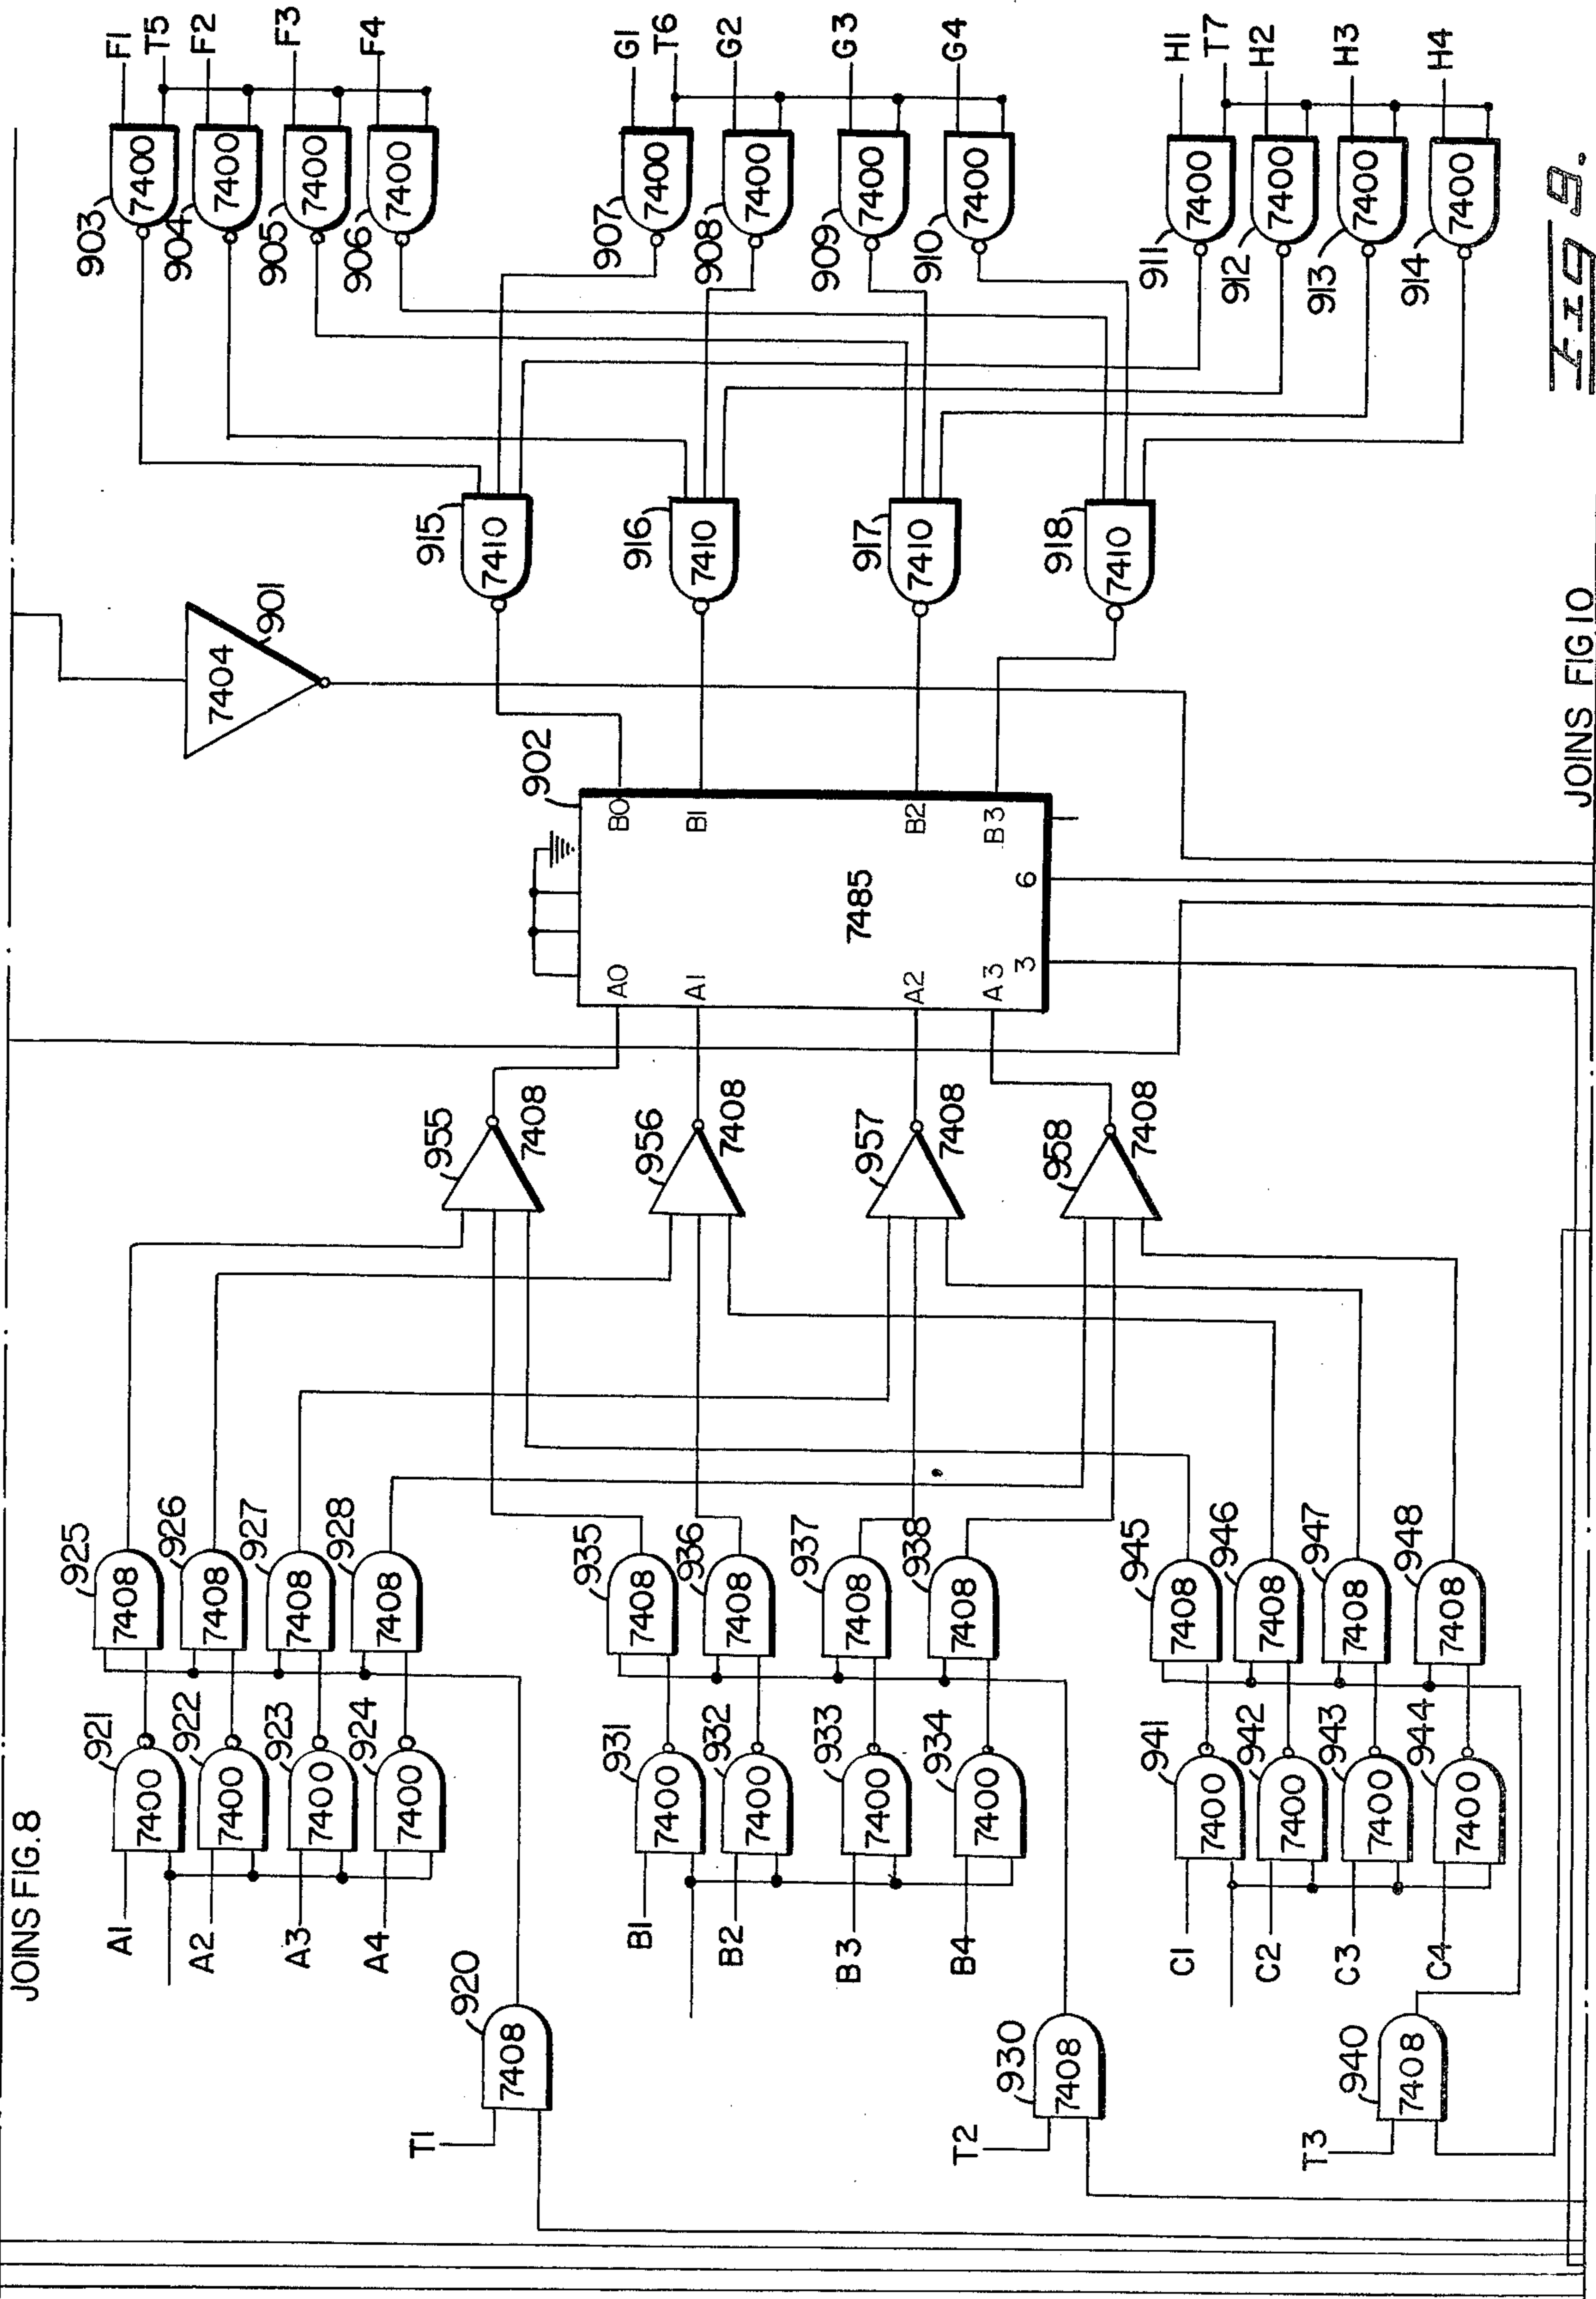 JOINS FIG. 8
A1
A2
A3
A4
921
7400
922
7400
923
7400
924
7400
925
7408
926
7408
927
7408
928
7408
T1
920
7408
B1
B2
B3
B4
931
7400
932
7400
933
7400
934
7400
935
7408
936
7408
937
7408
938
7408
T2
930
7408
C1
C2
C3
C4
941
7400
942
7400
943
7400
944
7400
945
7408
946
7408
947
7408
948
7408
T3
940
7408
955
7408
956
7408
957
7408
958
7408
902
7485
A0
A1
A2
A3
B0
B1
B2
B3
3
6
7404
901
915
7410
916
7410
917
7410
918
7410
903
7400
904
7400
905
7400
906
7400
F1
T5
F2
F3
F4
907
7400
908
7400
909
7400
910
7400
G1
T6
G2
G3
G4
911
7400
912
7400
913
7400
914
7400
H1
T7
H2
H3
H4
JOINS FIG 10
FIG 9.